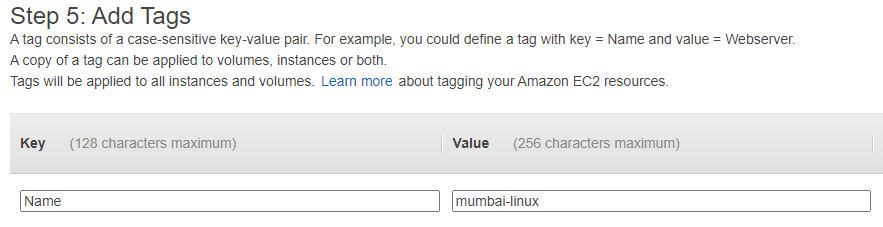 Step 5: Add Tags
A tag consists of a case-sensitive key-value pair. For example, you could define a tag with key = Name and value = Webserver.
A copy of a tag can be applied to volumes, instances or both.
Tags will be applied to all instances and volumes. Learn more about tagging your Amazon EC2 resources.
Key (128 characters maximum) Value (256 characters maximum)
Name mumbai-linux